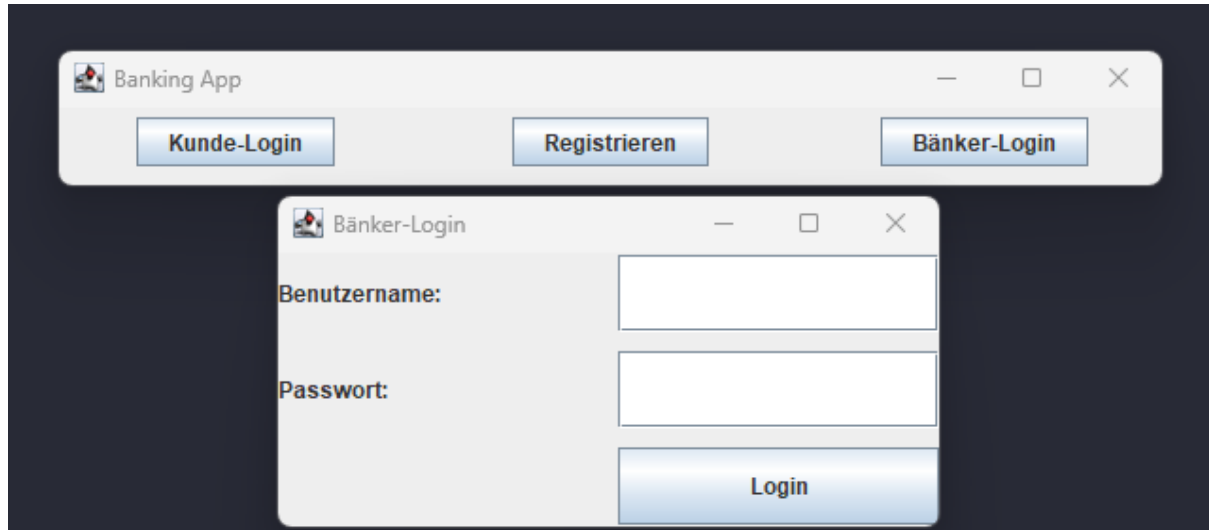 Banking App
Kunde-Login Registrieren Bänker-Login
Bänker-Login
Benutzername:
Passwort:
Login